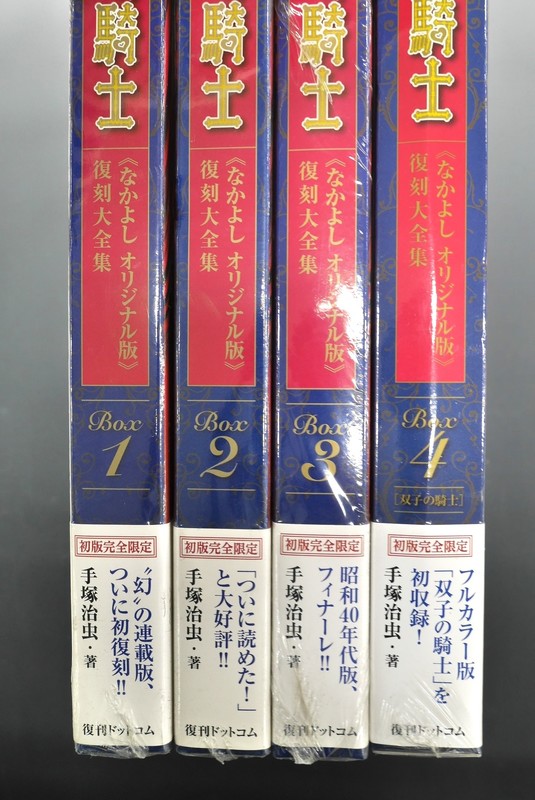 騎士
《なかよし オリジナル版》
復刻大全集
Box
1
初版完全限定
〝幻〟の連載版、
ついに初復刻!!
手塚治虫・著
復刊ドットコム
騎士
《なかよし オリジナル版》
復刻大全集
Box
2
初版完全限定
「ついに読めた!」
と大好評!!
手塚治虫・著
復刊ドットコム
騎士
《なかよし オリジナル版》
復刻大全集
Box
3
初版完全限定
昭和40年代版、
フィナーレ!!
手塚治虫・著
復刊ドットコム
騎士
《なかよし オリジナル版》
復刻大全集
Box
4
[双子の騎士]
初版完全限定
フルカラー版
「双子の騎士」を
初収録!
手塚治虫・著
復刊ドットコム